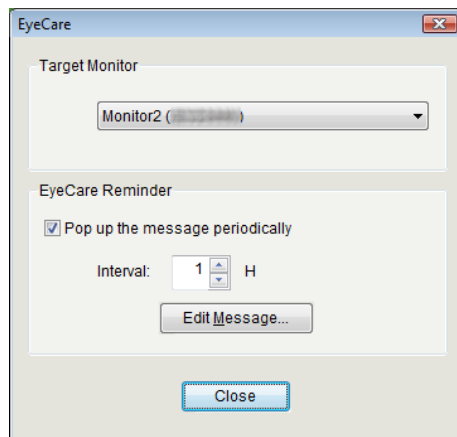 EyeCare
Target Monitor
Monitor2 ( )
EyeCare Reminder
Pop up the message periodically
Interval: 1 H
Edit Message...
Close